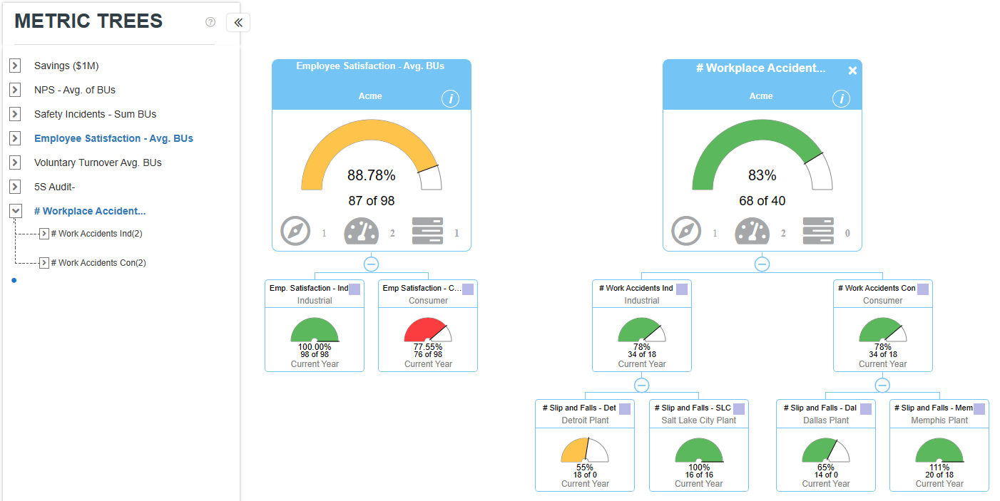 METRIC TREES
?
Savings ($1M)
NPS - Avg. of BUs
Safety Incidents - Sum BUs
Employee Satisfaction - Avg. BUs
Voluntary Turnover Avg. BUs
5S Audit-
# Workplace Accident...
# Work Accidents Ind(2)
# Work Accidents Con(2)
Employee Satisfaction - Avg. BUs
Acme
i
88.78%
87 of 98
1
2
1
Emp. Satisfaction - Ind
Industrial
100.00%
98 of 98
Current Year
Emp Satisfaction - C...
Consumer
77.55%
76 of 98
Current Year
# Workplace Accident...
Acme
i
83%
68 of 40
1
2
0
# Work Accidents Ind
Industrial
78%
34 of 18
Current Year
# Work Accidents Con
Consumer
78%
34 of 18
Current Year
# Slip and Falls - Det
Detroit Plant
55%
18 of 0
Current Year
# Slip and Falls - SLC
Salt Lake City Plant
100%
16 of 16
Current Year
# Slip and Falls - Dal
Dallas Plant
65%
14 of 0
Current Year
# Slip and Falls - Mem
Memphis Plant
111%
20 of 18
Current Year